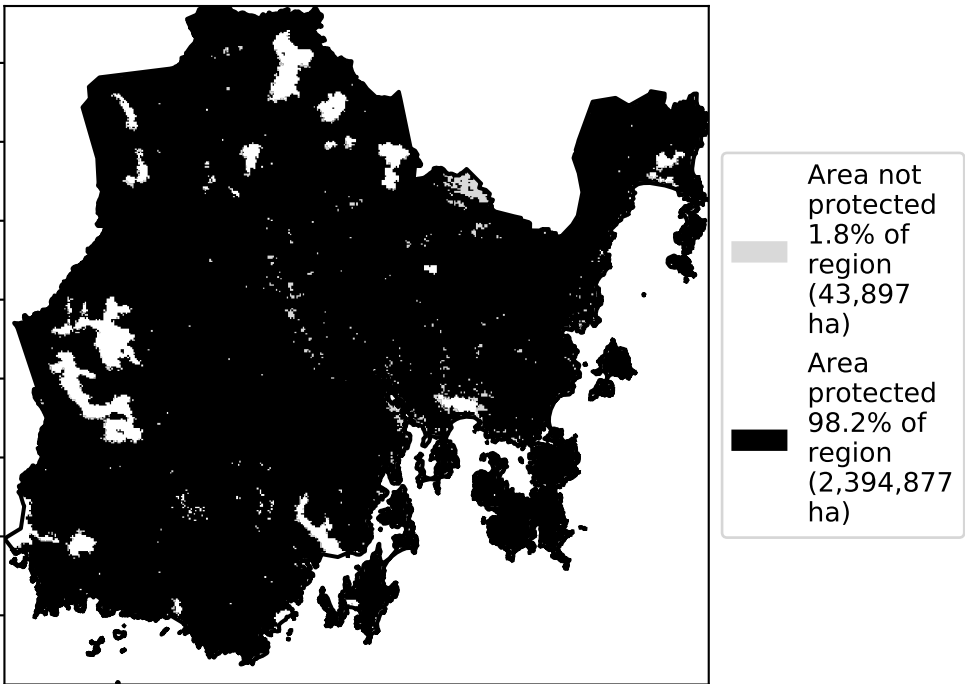 Area not
protected
1.8% of
region
(43,897
ha)
Area
protected
98.2% of
region
(2,394,877
ha)